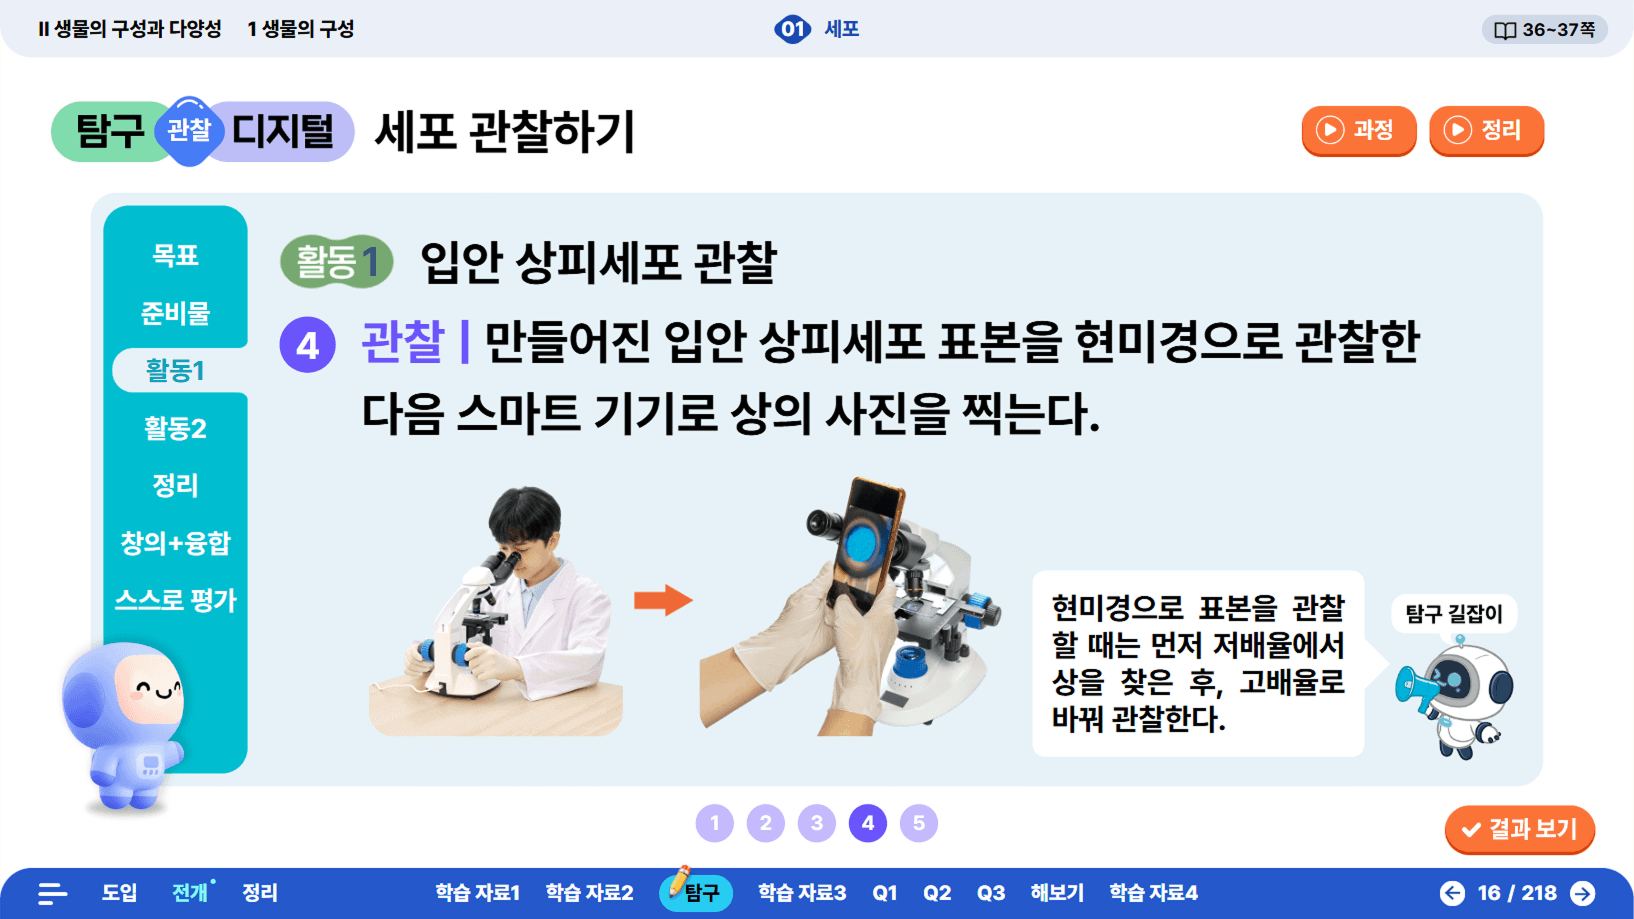 II 생물의 구성과 다양성 1 생물의 구성
01 세포
36~37쪽
탐구 관찰 디지털 세포 관찰하기
과정
정리
목표
준비물
활동1
활동2
정리
창의+융합
스스로 평가
활동1 입안 상피세포 관찰
4 관찰 | 만들어진 입안 상피세포 표본을 현미경으로 관찰한
다음 스마트 기기로 상의 사진을 찍는다.
현미경으로 표본을 관찰
할 때는 먼저 저배율에서
상을 찾은 후, 고배율로
바꿔 관찰한다.
탐구 길잡이
1 2 3 4 5
결과 보기
도입 전개 정리 학습 자료1 학습 자료2 탐구 학습 자료3 Q1 Q2 Q3 해보기 학습 자료4 16 / 218